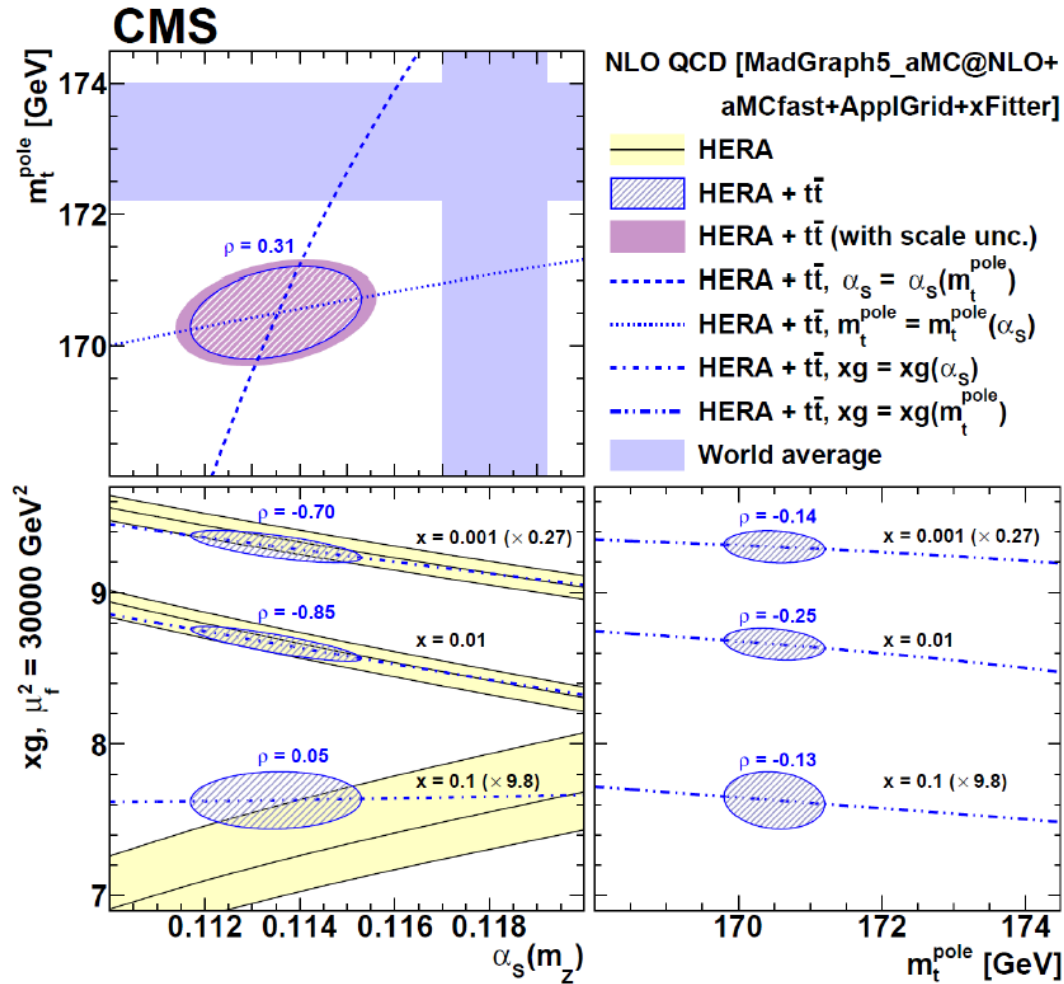 CMS
NLO QCD [MadGraph5_aMC@NLO+
aMCfast+ApplGrid+xFitter]
HERA
HERA + tt̄
HERA + tt̄ (with scale unc.)
HERA + tt̄, α_S = α_S(m_t^pole)
HERA + tt̄, m_t^pole = m_t^pole(α_S)
HERA + tt̄, xg = xg(α_S)
HERA + tt̄, xg = xg(m_t^pole)
World average
m_t^pole [GeV]
174
172
170
ρ = 0.31
xg, μ_f^2 = 30000 GeV^2
9
8
7
ρ = -0.70
x = 0.001 (× 0.27)
ρ = -0.85
x = 0.01
ρ = 0.05
x = 0.1 (× 9.8)
0.112 0.114 0.116 0.118
α_S(m_Z)
ρ = -0.14
x = 0.001 (× 0.27)
ρ = -0.25
x = 0.01
ρ = -0.13
x = 0.1 (× 9.8)
170 172 174
m_t^pole [GeV]